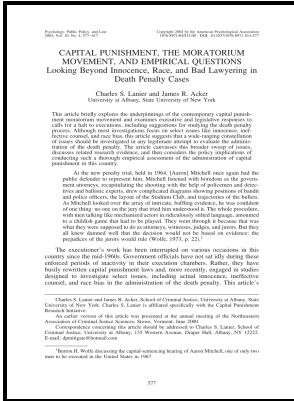 Psychology, Public Policy, and Law
2004, Vol. 10, No. 4, 577–617
Copyright 2004 by the American Psychological Association
CAPITAL PUNISHMENT, THE MORATORIUM
MOVEMENT, AND EMPIRICAL QUESTIONS
Looking Beyond Innocence, Race, and Bad Lawyering in
Death Penalty Cases
Charles S. Lanier and James R. Acker
University at Albany, State University of New York
This article briefly explores the underpinnings of the contemporary capital punish-
ment moratorium movement and examines executive and legislative responses to
calls for a halt to executions, including suggestions for studying the death penalty
process. Although most investigations focus on select issues like innocence, inef-
fective counsel, and race bias, this article suggests that a wide-ranging constellation
of issues should be investigated in any legitimate attempt to evaluate the adminis-
tration of the death penalty. The article canvasses this broader sweep of issues,
discusses related research evidence, and then considers the policy implications of
conducting such a thorough empirical assessment of the administration of capital
punishment in this country.
At the new penalty trial, held in 1964, [Aaron] Mitchell once again had the
public defender to represent him. Mitchell listened with boredom as the govern-
ment attorneys, recapitulating the shooting with the help of policemen and detec-
tives and ballistic experts, drew complicated diagrams showing positions of bandit
and police officers, the layout of the Stadium Club, and trajectories of the bullets.
As Mitchell looked over the array of intricate, baffling evidence, he was confident
of one thing: no one on the jury that tried him understood it. The whole procedure,
with men talking like mechanized actors in ridiculously stilted language, amounted
to a childish game that had to be played. They went through it because that was
what they were supposed to do as attorneys, witnesses, judges, and jurors. But they
all knew damned well that the decision would not be based on evidence; the
prejudices of the jurors would rule (Wolfe, 1973, p. 22).¹
The executioner's work has been interrupted on various occasions in this
country since the mid-1960s. Government officials have not sat idly during these
enforced periods of inactivity in their execution chambers. Rather, they have
busily rewritten capital punishment laws and, more recently, engaged in studies
designed to investigate select issues, including actual innocence, ineffective
counsel, and race bias in the administration of the death penalty. This article's
Charles S. Lanier and James R. Acker, School of Criminal Justice, University at Albany, State
University of New York. Charles S. Lanier is affiliated specifically with the Capital Punishment
Research Initiative.
An earlier version of this article was presented at the annual meeting of the Northeastern
Association of Criminal Justice Sciences, Stowe, Vermont, June 2000.
Correspondence concerning this article should be addressed to Charles S. Lanier, School of
Criminal Justice, University at Albany, 135 Western Avenue, Draper Hall, Albany, NY 12222.
¹Burton H. Wolfe discussing the capital-sentencing hearing of Aaron Mitchell, one of only two
men to be executed in the United States in 1967.
577